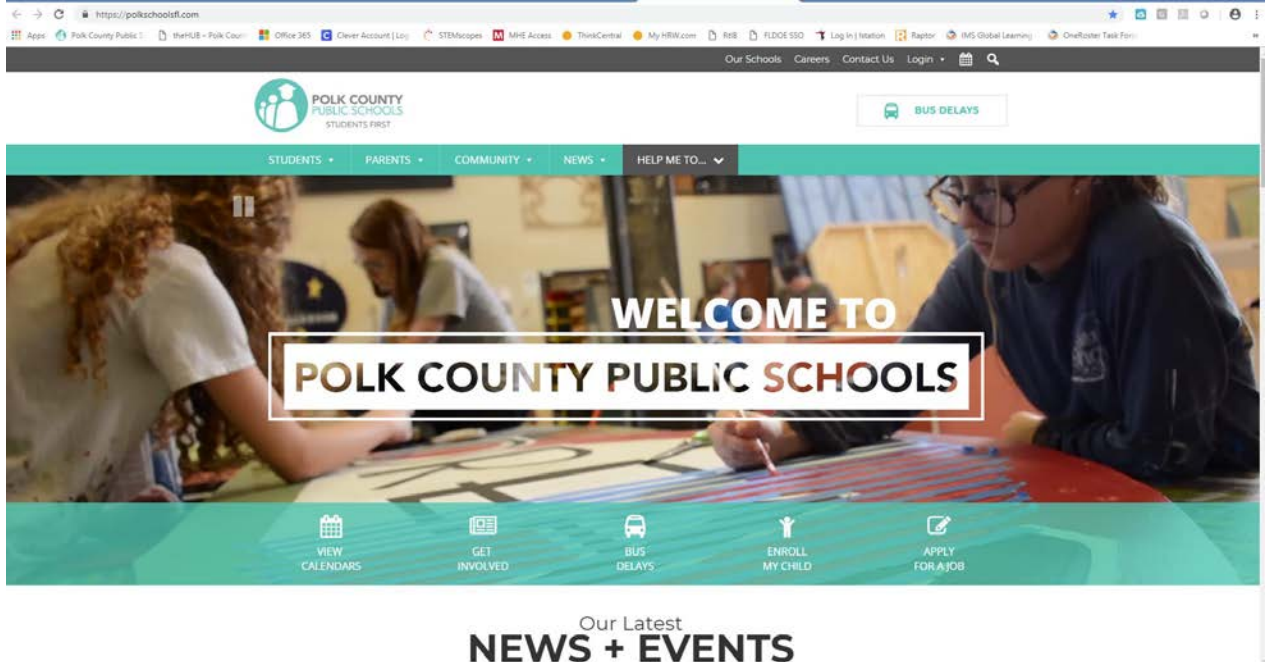 https://polkschoolsfl.com
Apps Polk County Public S theHUB - Polk Coun Office 365 Clever Account | Log STEMscopes MHE Access ThinkCentral My HRW.com FLDOE SSO Log In | Istation Raptor IMS Global Learning OneRoster Task For
Our Schools Careers Contact Us Login
POLK COUNTY
PUBLIC SCHOOLS
STUDENTS FIRST
BUS DELAYS
STUDENTS PARENTS COMMUNITY NEWS HELP ME TO...
WELCOME TO
POLK COUNTY PUBLIC SCHOOLS
VIEW
CALENDARS
GET
INVOLVED
BUS
DELAYS
ENROLL
MY CHILD
APPLY
FOR A JOB
Our Latest
NEWS + EVENTS